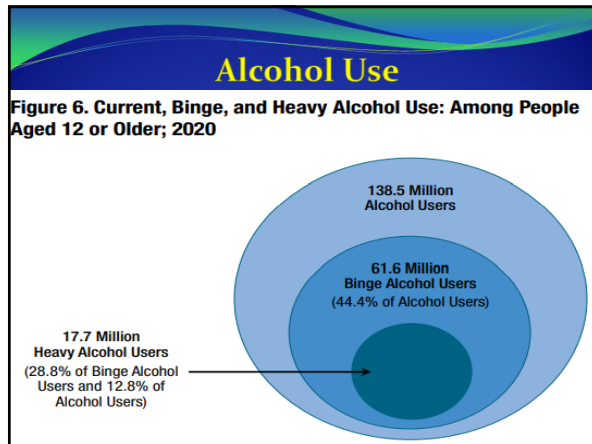 Alcohol Use
Figure 6. Current, Binge, and Heavy Alcohol Use: Among People
Aged 12 or Older; 2020
138.5 Million
Alcohol Users
61.6 Million
Binge Alcohol Users
(44.4% of Alcohol Users)
17.7 Million
Heavy Alcohol Users
(28.8% of Binge Alcohol
Users and 12.8% of
Alcohol Users)